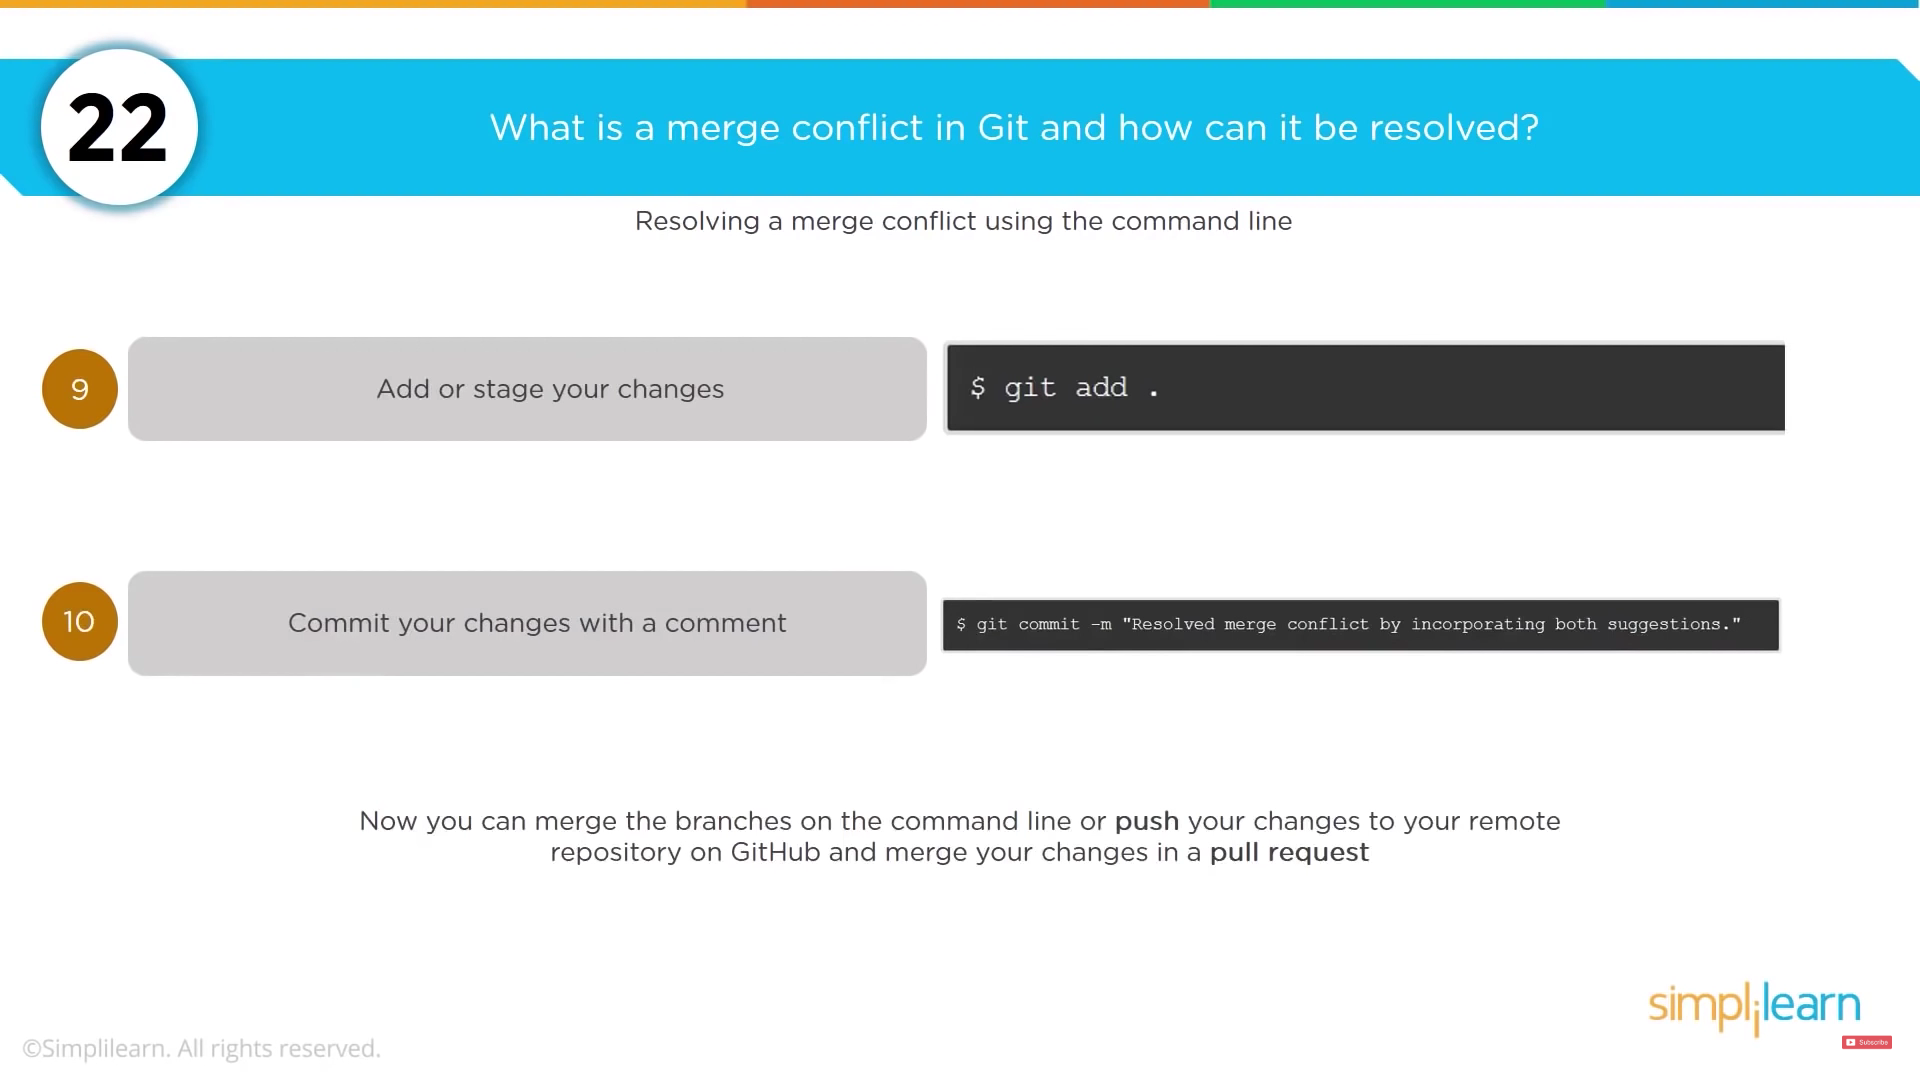 22
What is a merge conflict in Git and how can it be resolved?
Resolving a merge conflict using the command line
9
Add or stage your changes
$ git add .
10
Commit your changes with a comment
$ git commit -m "Resolved merge conflict by incorporating both suggestions."
Now you can merge the branches on the command line or push your changes to your remote
repository on GitHub and merge your changes in a pull request
simplilearn
Subscribe
©Simplilearn. All rights reserved.